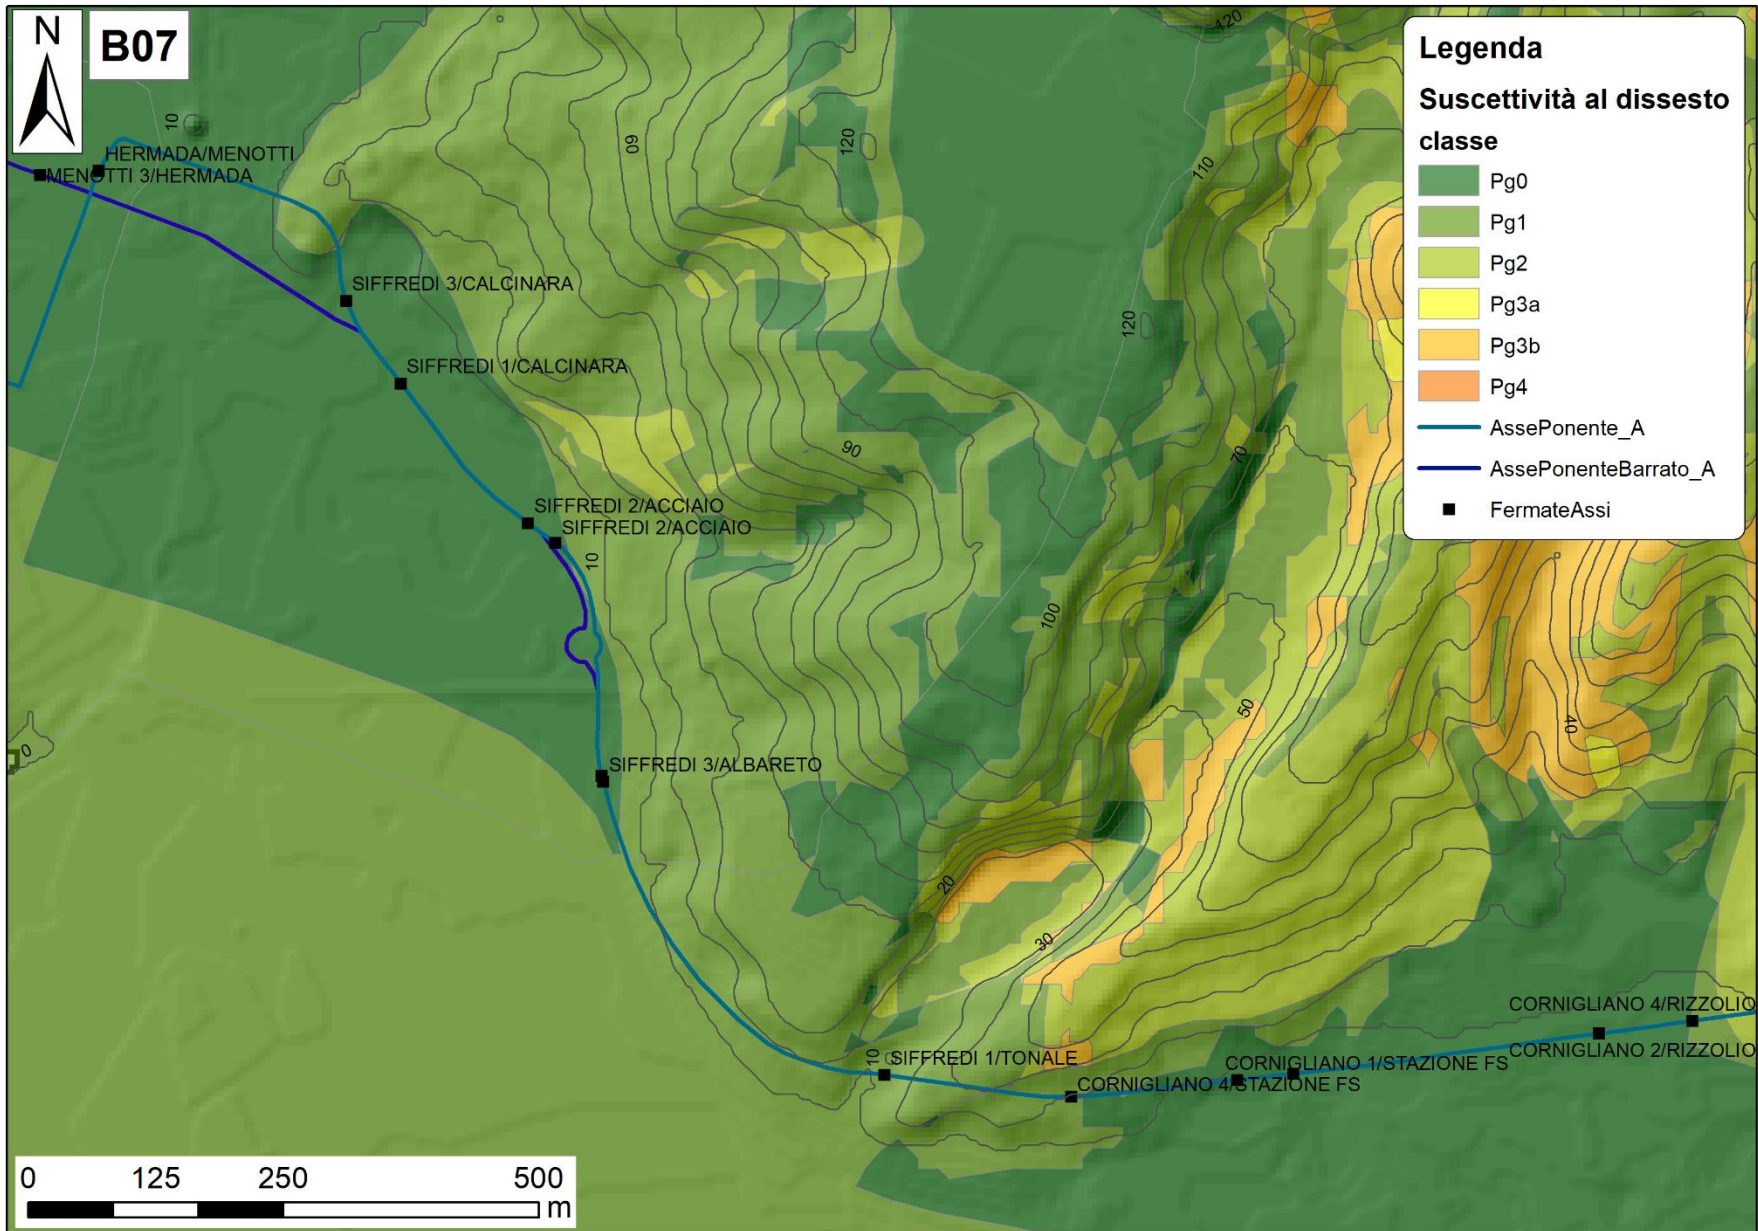 N
B07
Legenda
Suscettività al dissesto
classe
Pg0
Pg1
Pg2
Pg3a
Pg3b
Pg4
AssePonente_A
AssePonenteBarrato_A
FermateAssi
120
10
60
120
110
HERMADA/MENOTTI
MENOTTI 3/HERMADA
SIFFREDI 3/CALCINARA
120
SIFFREDI 1/CALCINARA
90
70
SIFFREDI 2/ACCIAIO
SIFFREDI 2/ACCIAIO
10
100
50
40
0
SIFFREDI 3/ALBARETO
20
30
CORNIGLIANO 4/RIZZOLIO
CORNIGLIANO 2/RIZZOLIO
10
SIFFREDI 1/TONALE
CORNIGLIANO 1/STAZIONE FS
CORNIGLIANO 4/STAZIONE FS
0 125 250 500
m